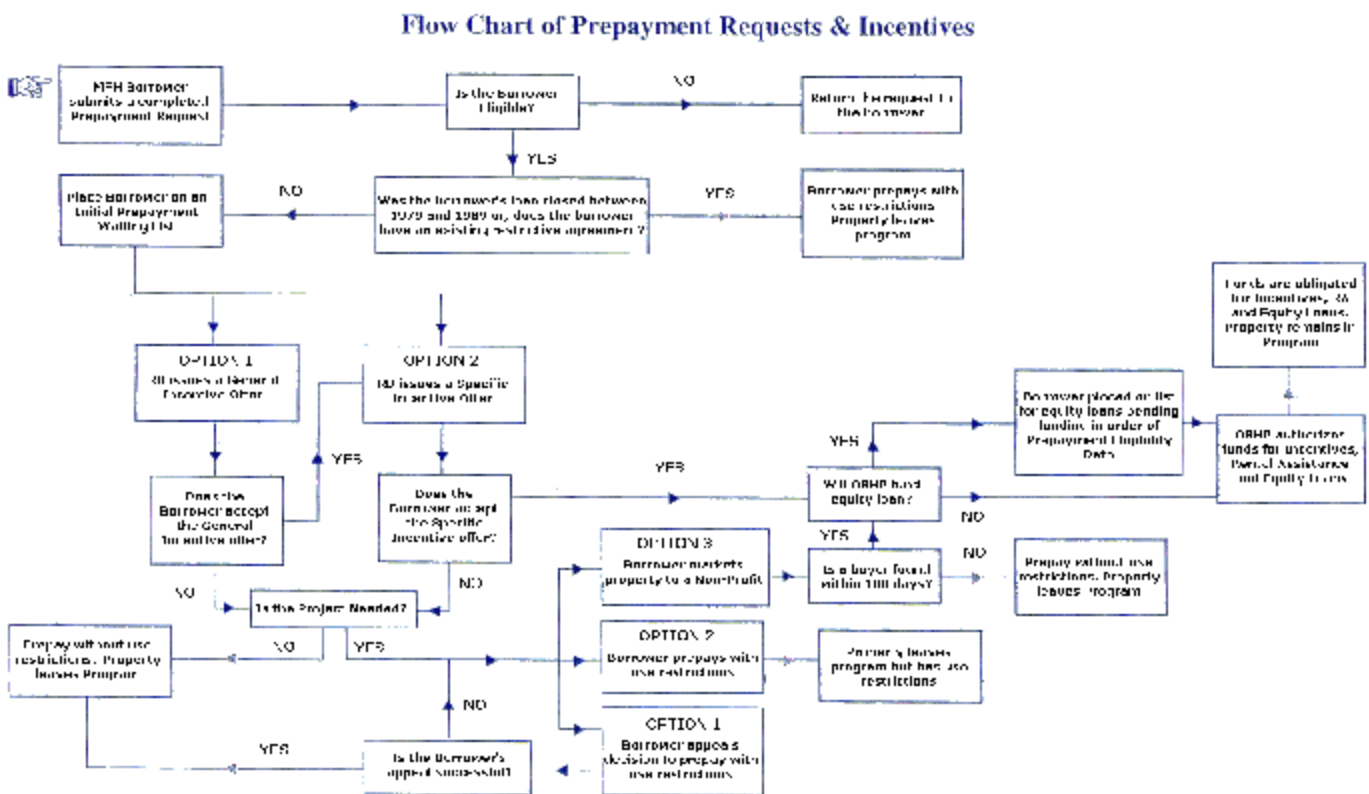 Flow Chart of Prepayment Requests & Incentives
MFH Borrower
submits a completed
Prepayment Request
Is the Borrower
Eligible?
NO
Return the request to
the borrower
YES
Place Borrower on an
Initial Prepayment
Waiting List
NO
Was the borrower's loan closed between
1979 and 1989 or, does the borrower
have an existing restrictive agreement?
YES
Borrower prepays with
use restrictions
Property leaves
program
Funds are obligated
for Incentives, RA
and Equity Loans.
Property remains in
Program
OPTION 1
RD issues a General
Incentive Offer
OPTION 2
RD issues a Specific
Incentive Offer
Borrower placed on list
for equity loans pending
funding in order of
Prepayment Eligibility
Date
ORHP authorizes
funds for incentives,
Rental Assistance
and Equity Loans
YES
YES
YES
Does the
Borrower accept
the General
Incentive offer?
Does the
Borrower accept
the Specific
Incentive offer?
Will ORHP fund
equity loan?
NO
YES
OPTION 3
Borrower markets
property to a Non-Profit
Is a buyer found
within 180 days?
NO
Prepay without use
restrictions. Property
leaves Program
NO
NO
Is the Project Needed?
Prepay without use
restrictions. Property
leaves Program
NO
YES
OPTION 2
Borrower prepays with
use restrictions
Property leaves
program but has use
restrictions
NO
OPTION 1
Borrower appeals
decision to prepay with
use restrictions
YES
Is the Borrower's
appeal successful?